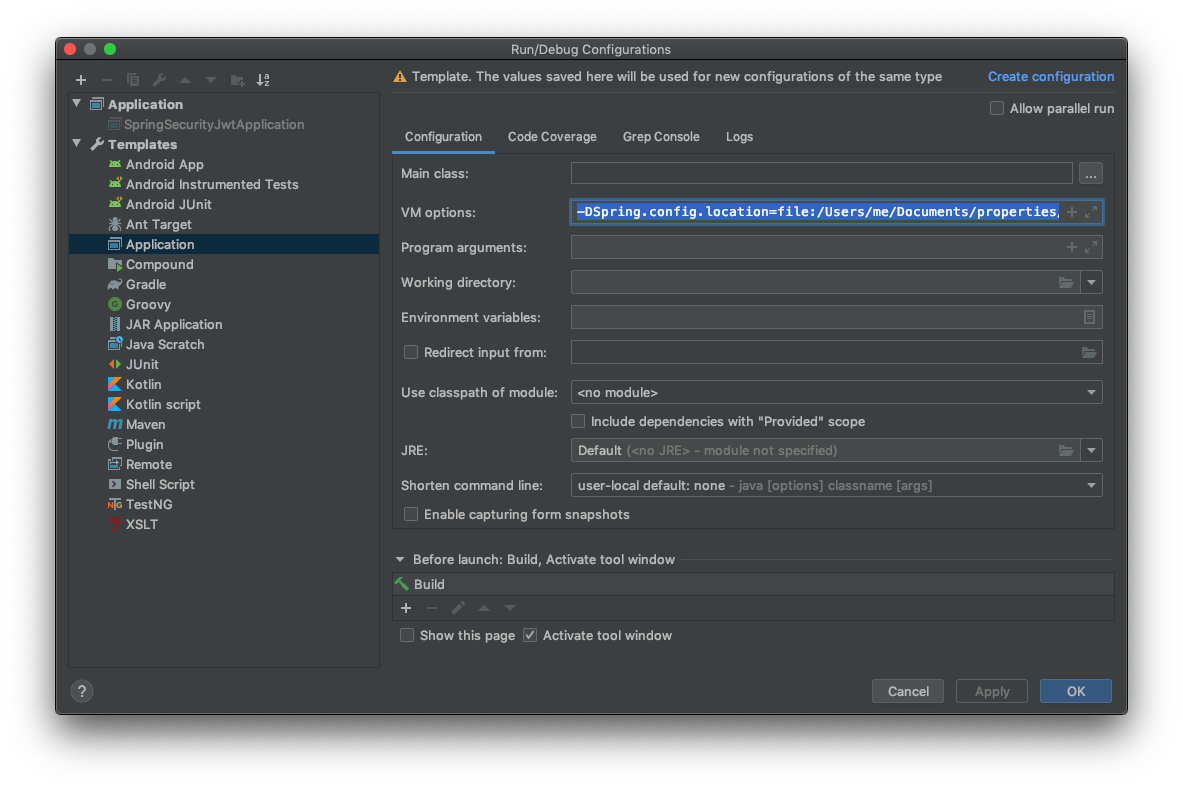 Run/Debug Configurations
Template. The values saved here will be used for new configurations of the same type
Create configuration
Allow parallel run
Application
SpringSecurityJwtApplication
Templates
Android App
Android Instrumented Tests
Android JUnit
Ant Target
Application
Compound
Gradle
Groovy
JAR Application
Java Scratch
JUnit
Kotlin
Kotlin script
Maven
Plugin
Remote
Shell Script
TestNG
XSLT
Configuration
Code Coverage
Grep Console
Logs
Main class:
...
VM options:
-DSpring.config.location=file:/Users/me/Documents/properties/
Program arguments:
Working directory:
Environment variables:
Redirect input from:
Use classpath of module:
<no module>
Include dependencies with "Provided" scope
JRE:
Default (<no JRE> - module not specified)
Shorten command line:
user-local default: none - java [options] classname [args]
Enable capturing form snapshots
Before launch: Build, Activate tool window
Build
Show this page
Activate tool window
?
Cancel
Apply
OK